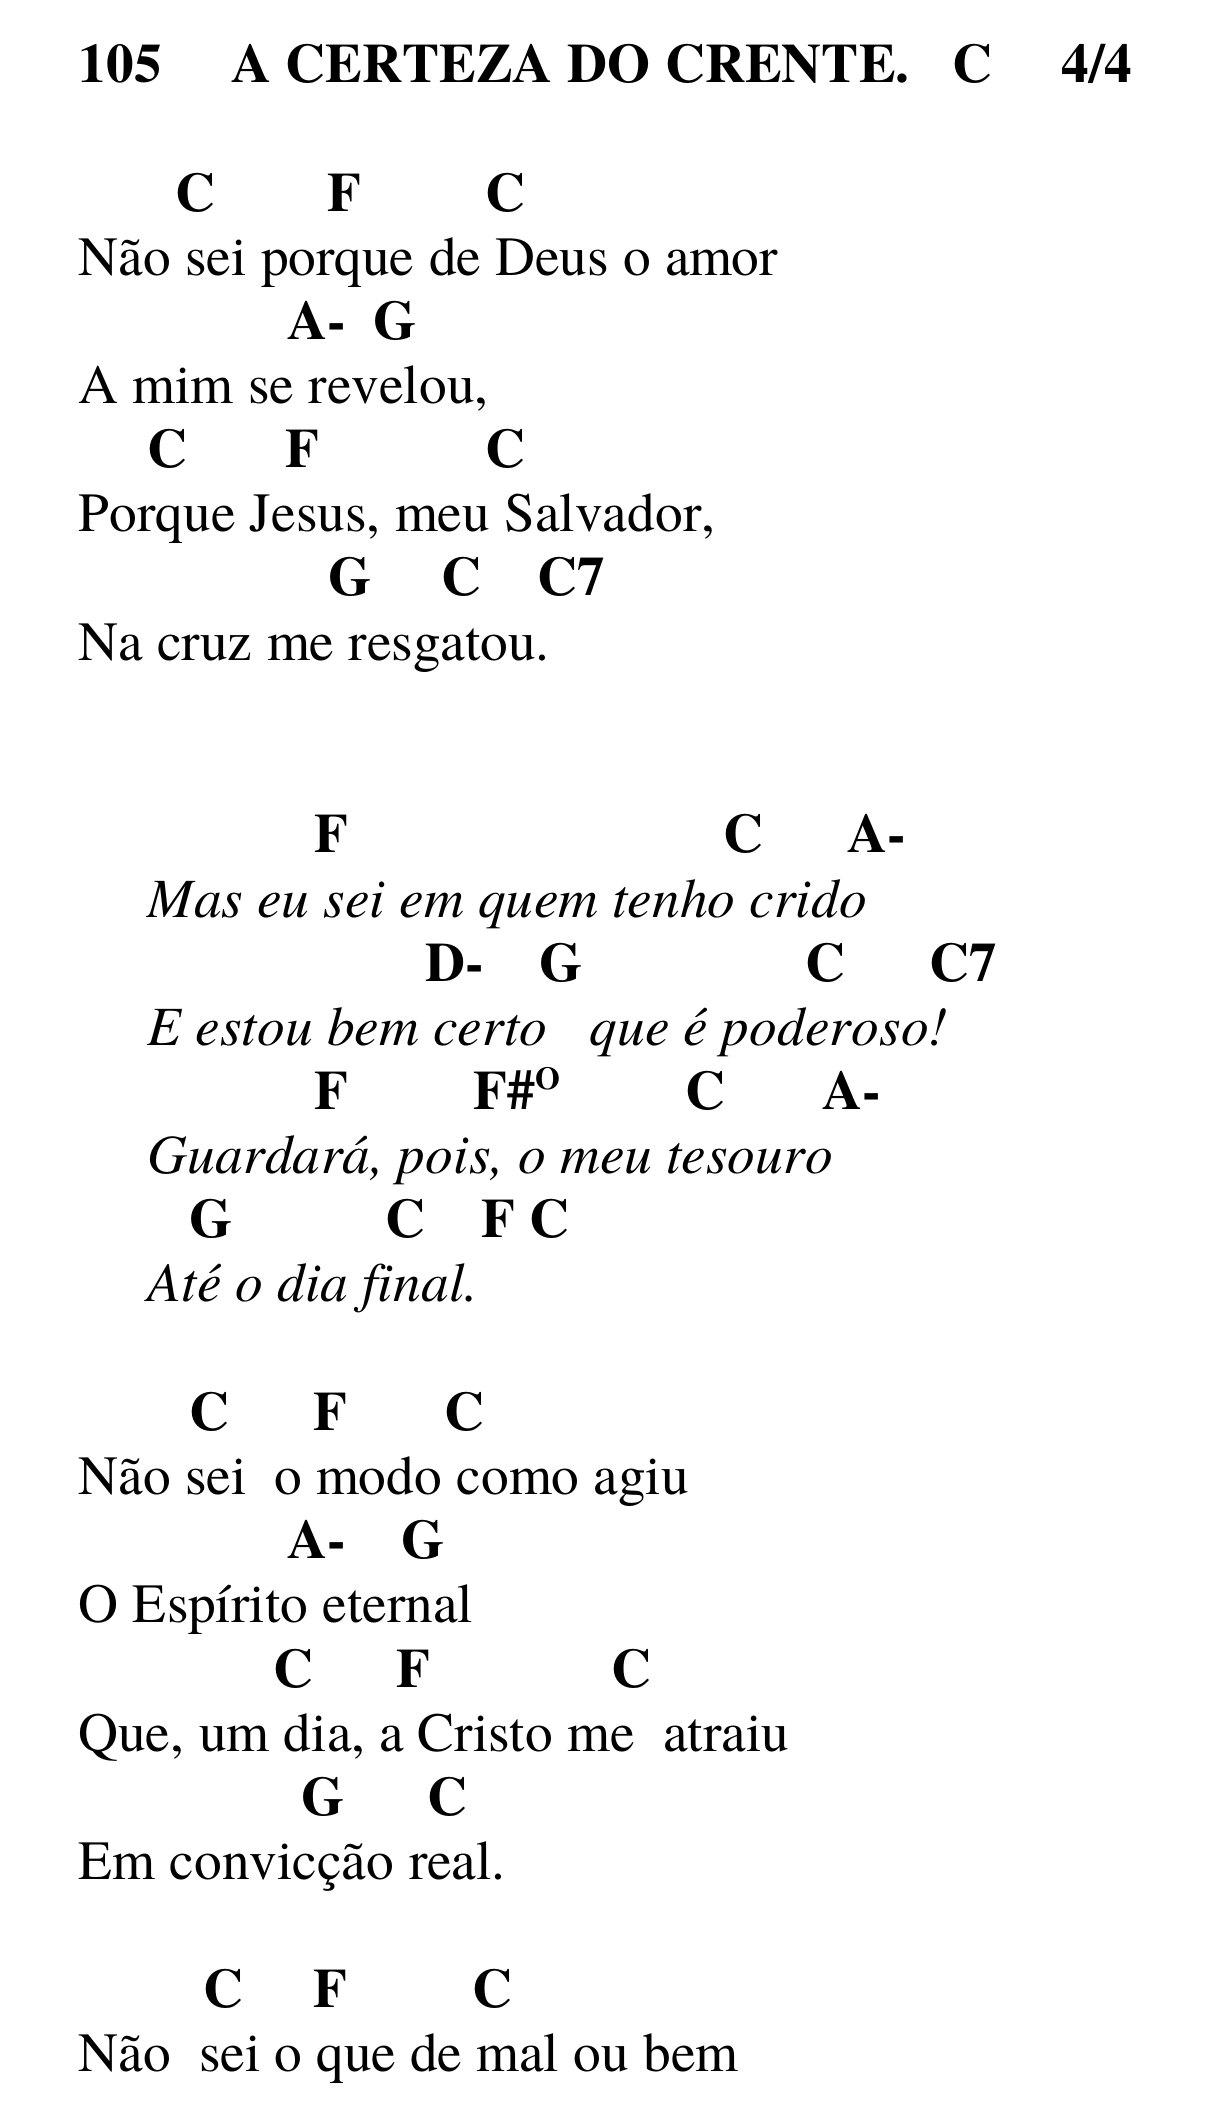 105 A CERTEZA DO CRENTE. C 4/4
C F C
Não sei porque de Deus o amor
A- G
A mim se revelou,
C F C
Porque Jesus, meu Salvador,
G C C7
Na cruz me resgatou.
F C A-
Mas eu sei em quem tenho crido
D- G C C7
E estou bem certo que é poderoso!
F F#º C A-
Guardará, pois, o meu tesouro
G C F C
Até o dia final.
C F C
Não sei o modo como agiu
A- G
O Espírito eternal
C F C
Que, um dia, a Cristo me atraiu
G C
Em convicção real.
C F C
Não sei o que de mal ou bem